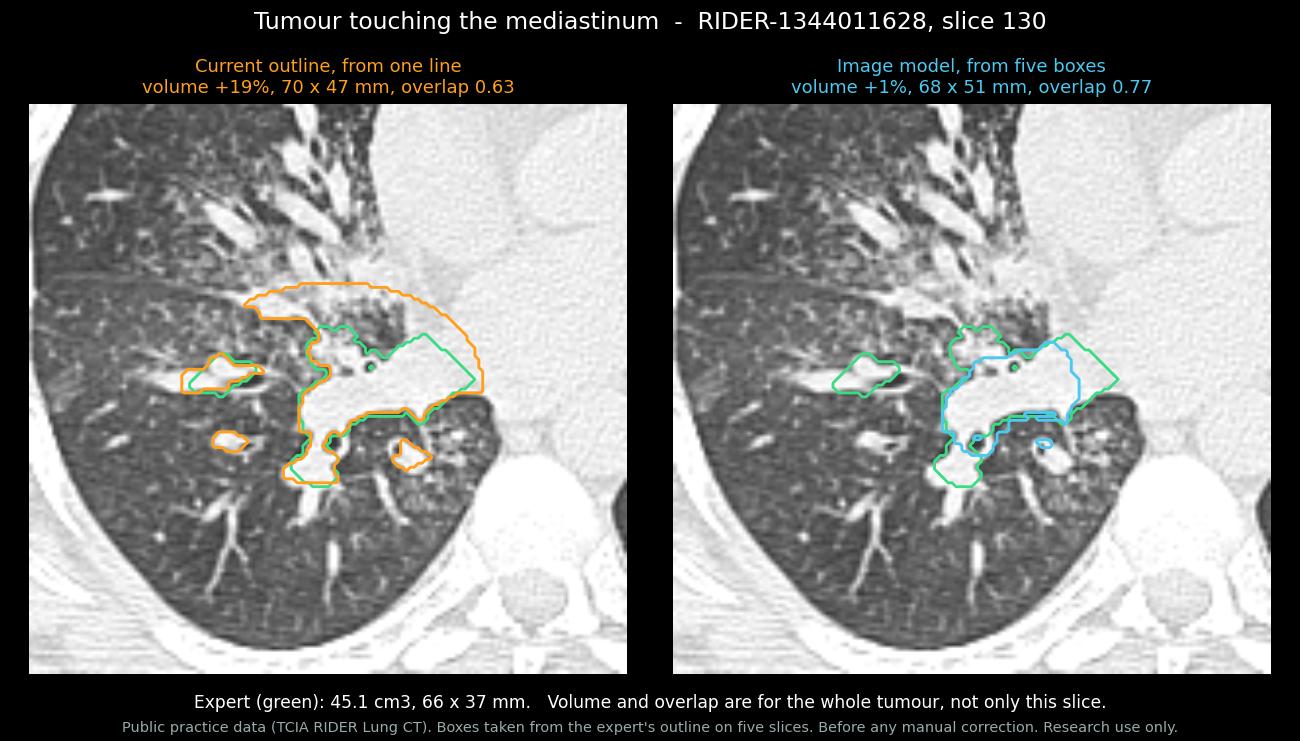 Tumour touching the mediastinum - RIDER-1344011628, slice 130
Current outline, from one line
volume +19%, 70 x 47 mm, overlap 0.63
Image model, from five boxes
volume +1%, 68 x 51 mm, overlap 0.77
Expert (green): 45.1 cm3, 66 x 37 mm. Volume and overlap are for the whole tumour, not only this slice.
Public practice data (TCIA RIDER Lung CT). Boxes taken from the expert's outline on five slices. Before any manual correction. Research use only.